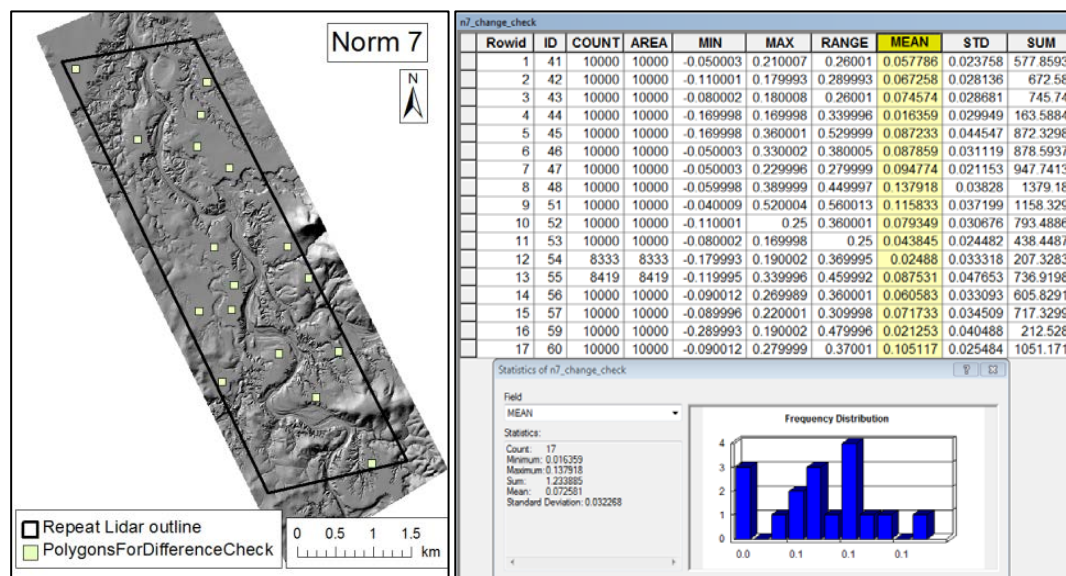 Norm 7
N
Repeat Lidar outline
PolygonsForDifferenceCheck
0 0.5 1 1.5
km
n7_change_check
Rowid ID COUNT AREA MIN MAX RANGE MEAN STD SUM
1 41 10000 10000 -0.050003 0.210007 0.26001 0.057786 0.023758 577.8593
2 42 10000 10000 -0.110001 0.179993 0.289993 0.067258 0.028136 672.58
3 43 10000 10000 -0.080002 0.180008 0.26001 0.074574 0.028681 745.74
4 44 10000 10000 -0.169998 0.169998 0.339996 0.016359 0.029949 163.5884
5 45 10000 10000 -0.169998 0.360001 0.529999 0.087233 0.044547 872.3298
6 46 10000 10000 -0.050003 0.330002 0.380005 0.087859 0.031119 878.5937
7 47 10000 10000 -0.050003 0.229996 0.279999 0.094774 0.021153 947.7413
8 48 10000 10000 -0.059998 0.389999 0.449997 0.137918 0.03828 1379.18
9 51 10000 10000 -0.040009 0.520004 0.560013 0.115833 0.037199 1158.329
10 52 10000 10000 -0.110001 0.25 0.360001 0.079349 0.030676 793.4886
11 53 10000 10000 -0.080002 0.169998 0.25 0.043845 0.024482 438.4487
12 54 8333 8333 -0.179993 0.190002 0.369995 0.02488 0.033318 207.3283
13 55 8419 8419 -0.119995 0.339996 0.459992 0.087531 0.047653 736.9198
14 56 10000 10000 -0.090012 0.269989 0.360001 0.060583 0.033093 605.8291
15 57 10000 10000 -0.089996 0.220001 0.309998 0.071733 0.034509 717.3299
16 59 10000 10000 -0.289993 0.190002 0.479996 0.021253 0.040488 212.528
17 60 10000 10000 -0.090012 0.279999 0.37001 0.105117 0.025484 1051.171
Statistics of n7_change_check
Field
MEAN
Statistics:
Count: 17
Minimum: 0.016359
Maximum: 0.137918
Sum: 1.233885
Mean: 0.072581
Standard Deviation: 0.032268
Frequency Distribution
4
3
2
1
0
0.0 0.1 0.1 0.1